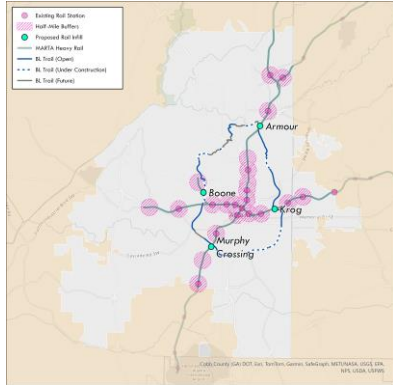 Existing Rail Station
Half-Mile Buffers
Proposed Rail Infill
MARTA Heavy Rail
BL Trail (Open)
BL Trail (Under Construction)
BL Trail (Future)
Armour
Boone
Krog
Murphy
Crossing
Cobb County (GA) DOT, Esri, TomTom, Garmin, SafeGraph, METI/NASA, USGS, EPA,
NPS, USDA, USFWS